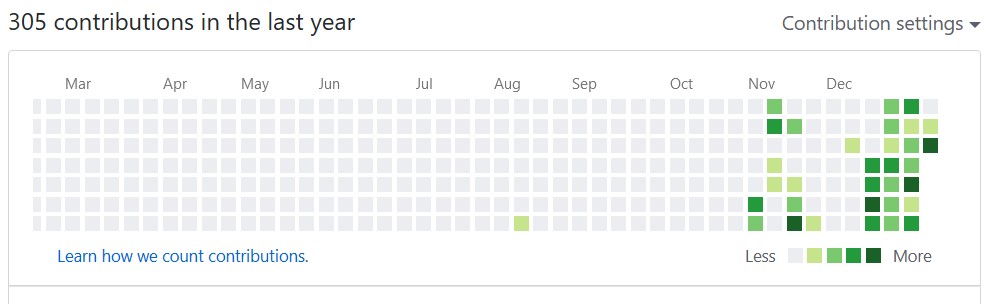 305 contributions in the last year
Contribution settings
Mar Apr May Jun Jul Aug Sep Oct Nov Dec
Learn how we count contributions.
Less More